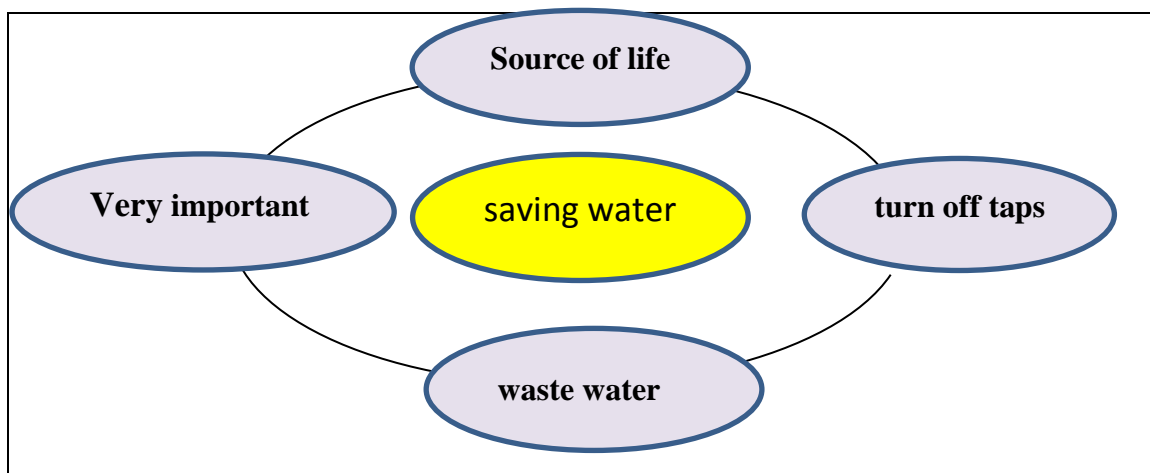 Source of life
Very important
saving water
turn off taps
waste water